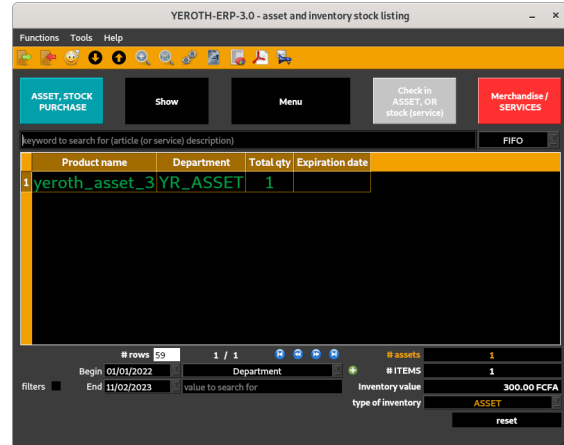 YEROTH-ERP-3.0 - asset and inventory stock listing
Functions Tools Help
ASSET, STOCK
PURCHASE
Show
Menu
Check in
ASSET, OR
stock (service)
Merchandise /
SERVICES
keyword to search for (article (or service) description)
FIFO
Product name Department Total qty Expiration date
1 yeroth_asset_3 YR_ASSET 1
# rows 59 1 / 1 # assets 1
Begin 01/01/2022 Department # ITEMS 1
filters End 11/02/2023 value to search for Inventory value 300.00 FCFA
type of inventory ASSET
reset